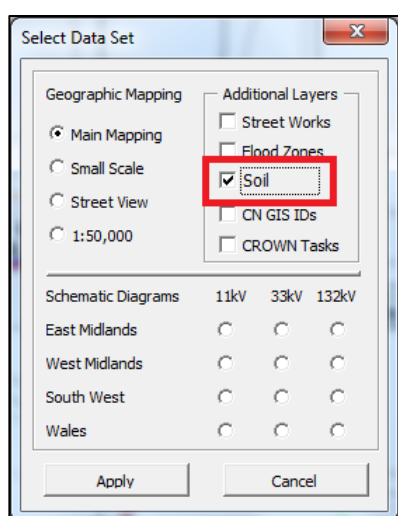 Select Data Set
Geographic Mapping
Main Mapping
Small Scale
Street View
1:50,000
Additional Layers
Street Works
Flood Zones
Soil
CN GIS IDs
CROWN Tasks
Schematic Diagrams 11kV 33kV 132kV
East Midlands
West Midlands
South West
Wales
Apply Cancel